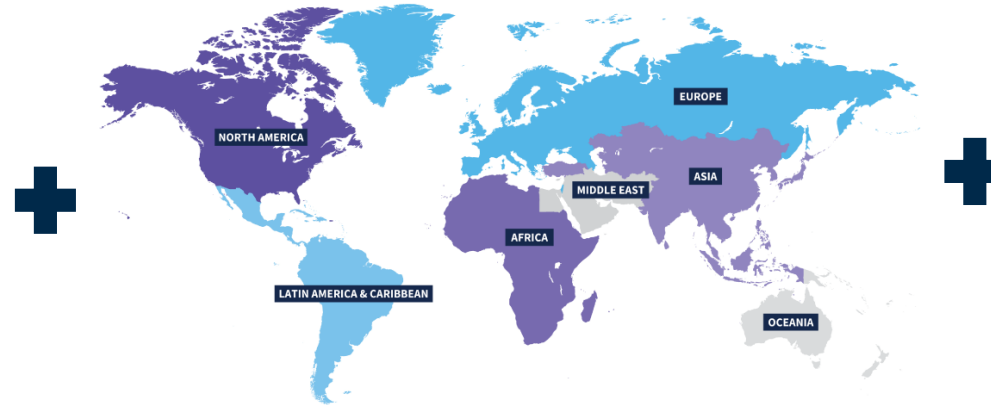 EUROPE
NORTH AMERICA
ASIA
MIDDLE EAST
AFRICA
LATIN AMERICA & CARIBBEAN
OCEANIA